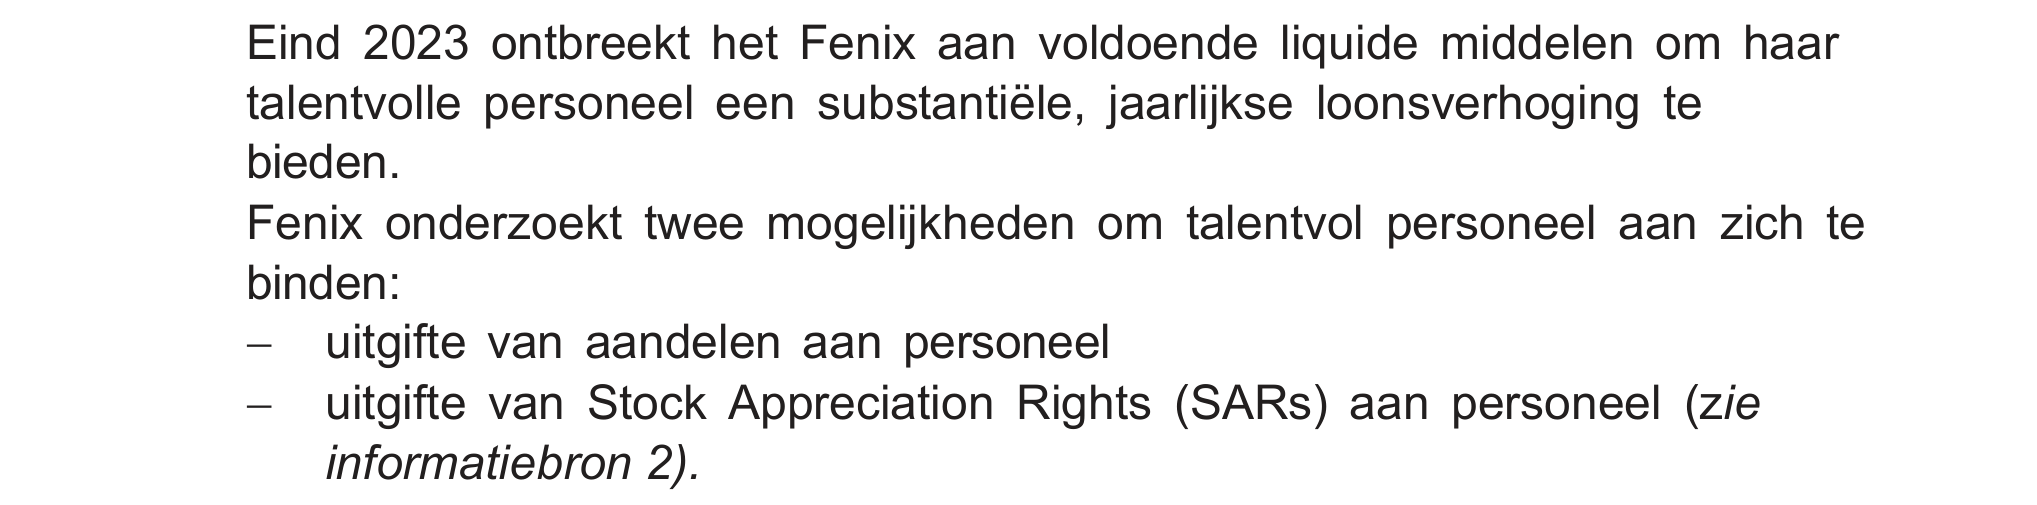 Eind 2023 ontbreekt het Fenix aan voldoende liquide middelen om haar
talentvolle personeel een substantiële, jaarlijkse loonsverhoging te
bieden.
Fenix onderzoekt twee mogelijkheden om talentvol personeel aan zich te
binden:
– uitgifte van aandelen aan personeel
– uitgifte van Stock Appreciation Rights (SARs) aan personeel (zie
informatiebron 2).